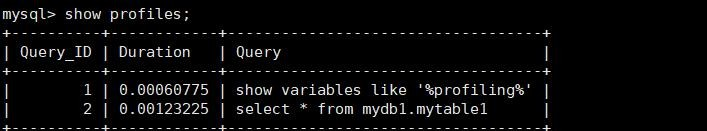 mysql> show profiles;
+----------+------------+-----------------------------------+
| Query_ID | Duration   | Query                             |
+----------+------------+-----------------------------------+
|        1 | 0.00060775 | show variables like '%profiling%' |
|        2 | 0.00123225 | select * from mydb1.mytable1      |
+----------+------------+-----------------------------------+